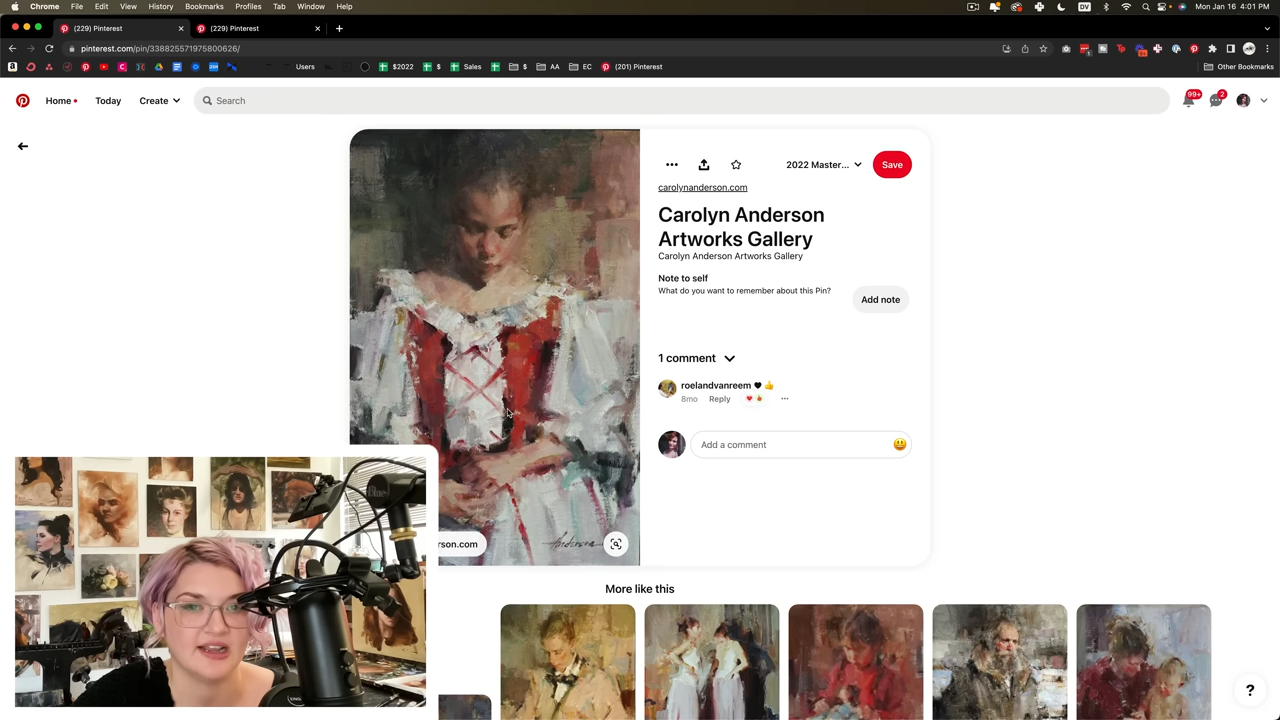 Chrome File Edit View History Bookmarks Profiles Tab Window Help
DV
Mon Jan 16 4:01 PM
(229) Pinterest
(229) Pinterest
pinterest.com/pin/338825571975800626/
Users
$2022
$
Sales
$
AA
EC
(201) Pinterest
Other Bookmarks
Home
Today
Create
Search
99+
2
2022 Master...
Save
carolynanderson.com
Carolyn Anderson
Artworks Gallery
Carolyn Anderson Artworks Gallery
Note to self
What do you want to remember about this Pin?
Add note
1 comment
roelandvanreem 🖤 👍
8mo Reply
Add a comment
rson.com
Anderson
More like this
Blue
?